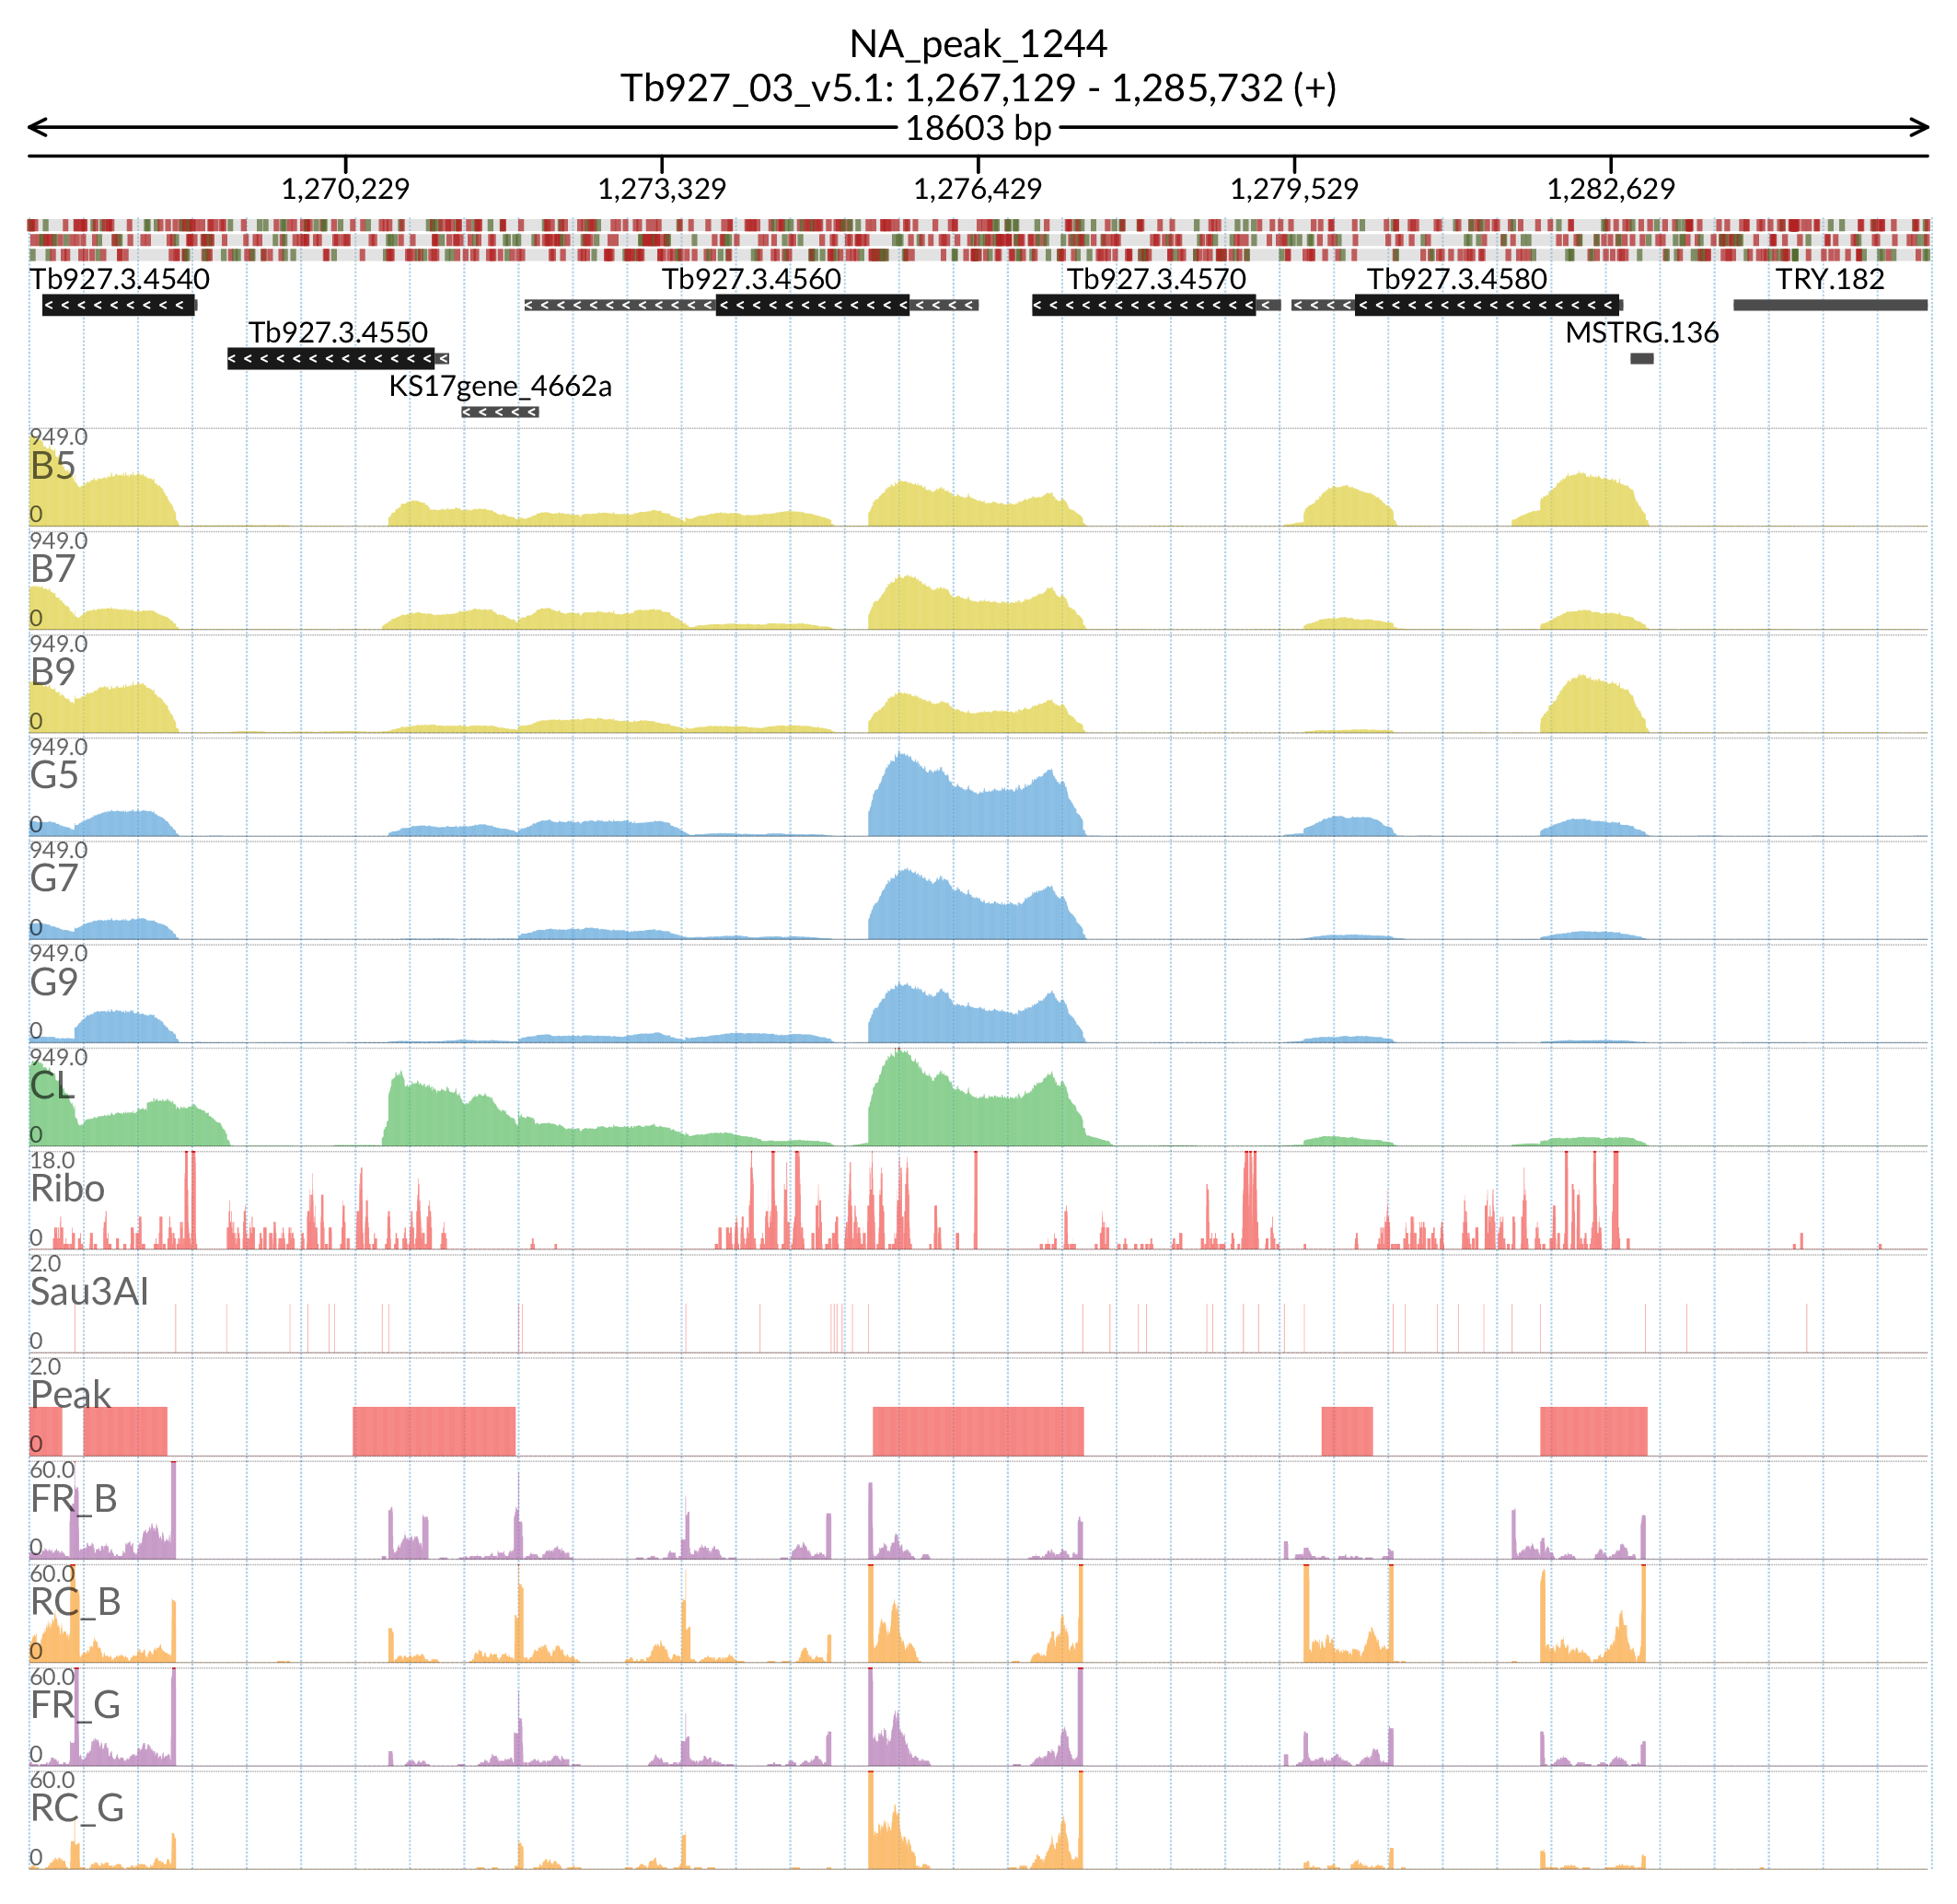 NA_peak_1244
Tb927_03_v5.1: 1,267,129 - 1,285,732 (+)
18603 bp
1,270,229 1,273,329 1,276,429 1,279,529 1,282,629
Tb927.3.4540 Tb927.3.4560 Tb927.3.4570 Tb927.3.4580 TRY.182
Tb927.3.4550 MSTRG.136
KS17gene_4662a
949.0
B5
0
949.0
B7
0
949.0
B9
0
949.0
G5
0
949.0
G7
0
949.0
G9
0
949.0
CL
0
18.0
Ribo
0
2.0
Sau3AI
0
2.0
Peak
0
60.0
FR_B
0
60.0
RC_B
0
60.0
FR_G
0
60.0
RC_G
0